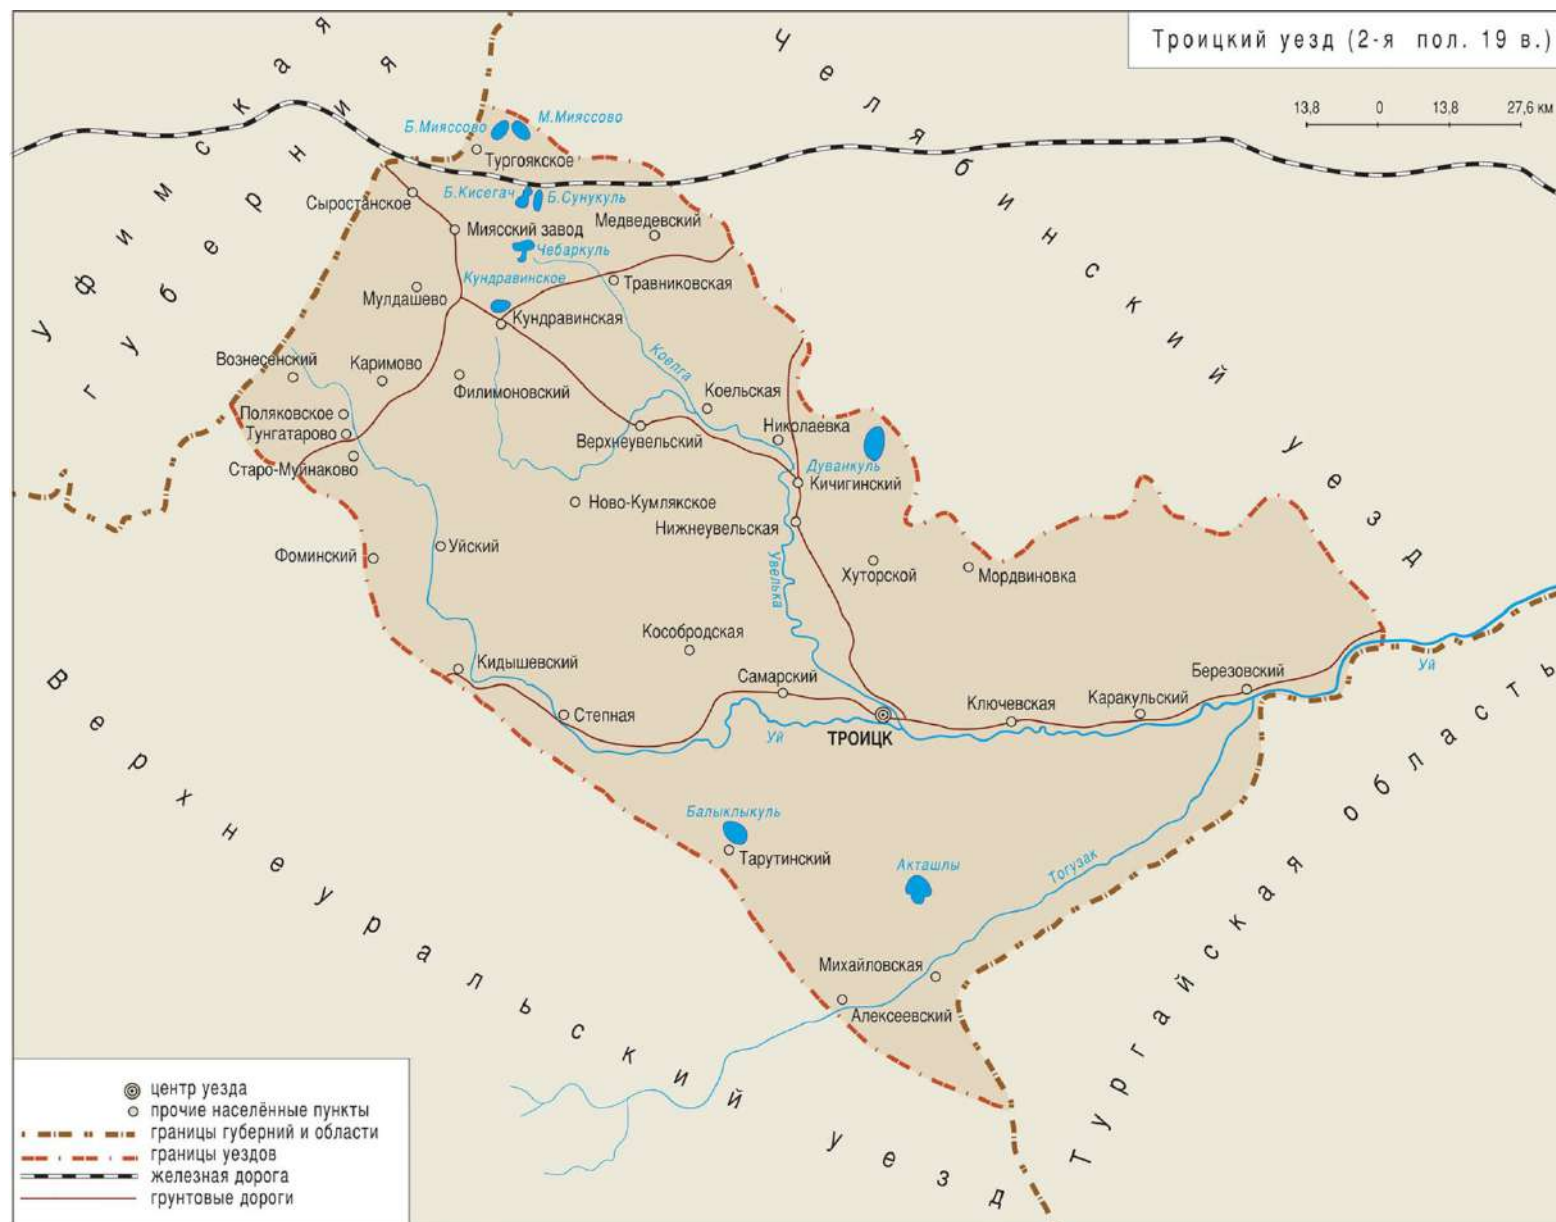 Троицкий уезд (2-я пол. 19 в.)
13,8 0 13,8 27,6 км
Уфимская
губерния
Челябинский уезд
Б.Миассово
М.Миассово
Тургоякское
Сыростанское
Б.Кисегач
Б.Сунукуль
Миясский завод
Медведевский
Чебаркуль
Кундравинское
Травниковская
Мулдашево
Кундравинская
Вознесенский
Каримово
Филимоновский
Коелга
Коельская
Поляковское
Тунгатарово
Верхнеувельский
Николаевка
Старо-Муйнаково
Дуванкуль
Кичигинский
Ново-Кумлякское
Нижнеувельская
Фоминский
Уйский
Увелька
Хуторской
Мордвиновка
Кособродская
Кидышевский
Самарский
Березовский
Уй
Степная
Ключевская
Каракульский
Уй
ТРОИЦК
Балыклыкуль
Тарутинский
Акташлы
Тогузак
Михайловская
Алексеевский
Верхнеуральский уезд
Тургайская область
центр уезда
прочие населённые пункты
границы губерний и области
границы уездов
железная дорога
грунтовые дороги